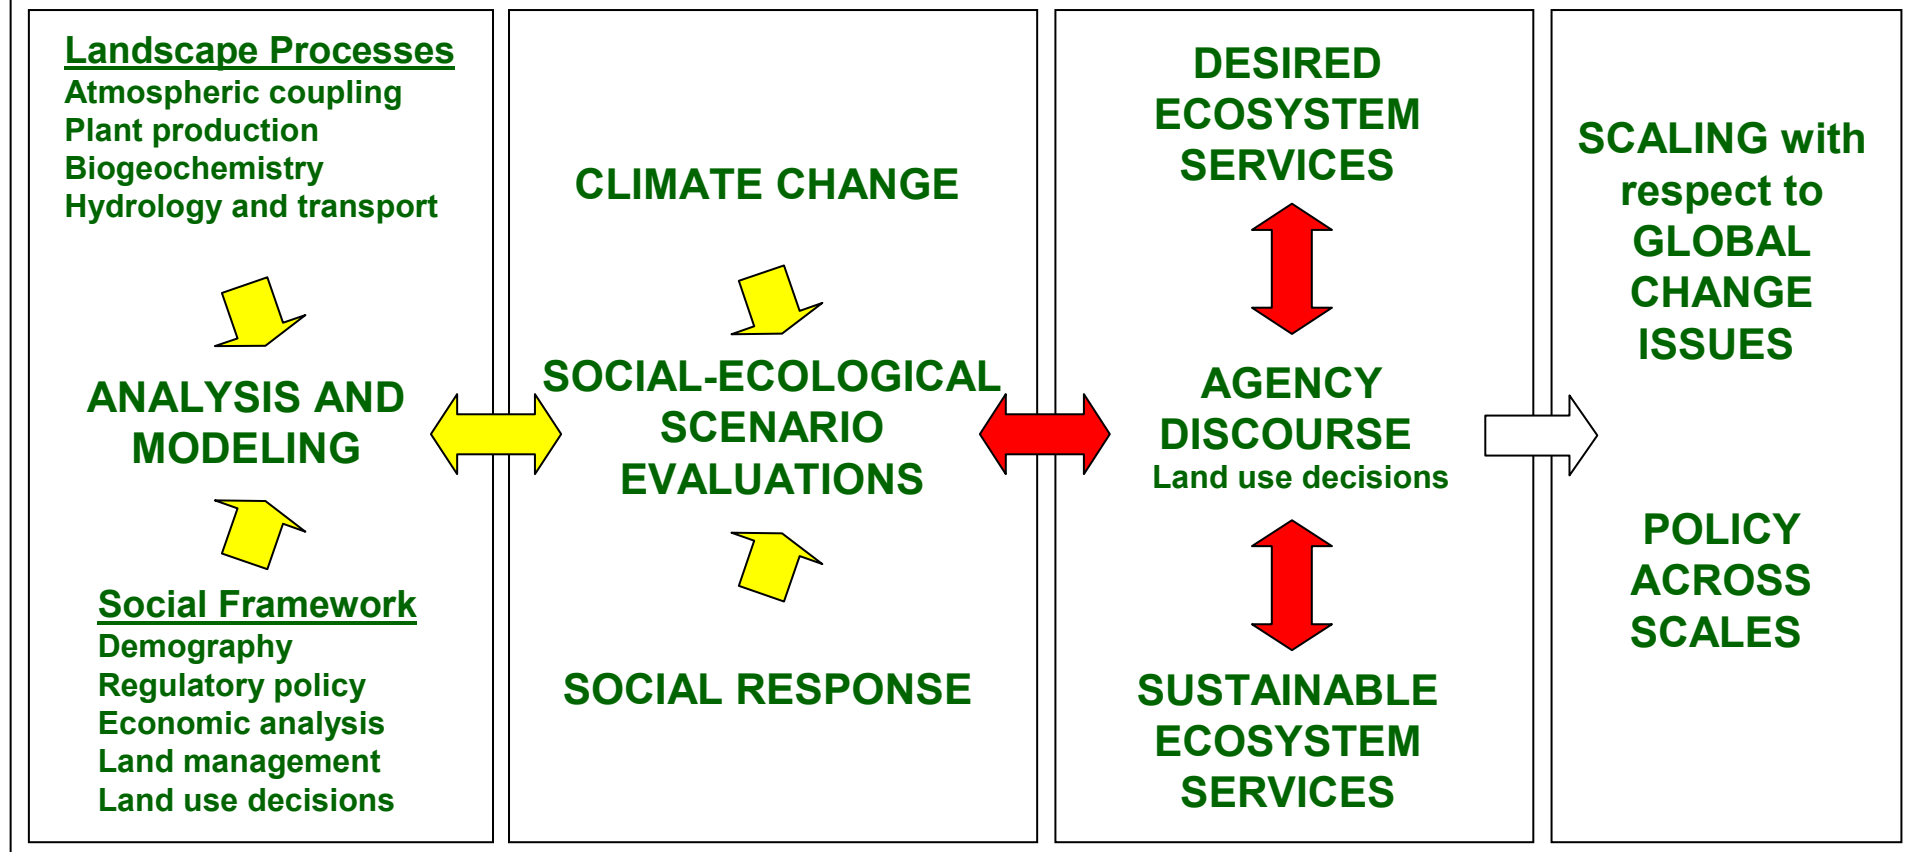 Landscape Processes
Atmospheric coupling
Plant production
Biogeochemistry
Hydrology and transport
ANALYSIS AND
MODELING
Social Framework
Demography
Regulatory policy
Economic analysis
Land management
Land use decisions
CLIMATE CHANGE
SOCIAL-ECOLOGICAL
SCENARIO
EVALUATIONS
SOCIAL RESPONSE
DESIRED
ECOSYSTEM
SERVICES
AGENCY
DISCOURSE
Land use decisions
SUSTAINABLE
ECOSYSTEM
SERVICES
SCALING with
respect to
GLOBAL
CHANGE
ISSUES
POLICY
ACROSS
SCALES